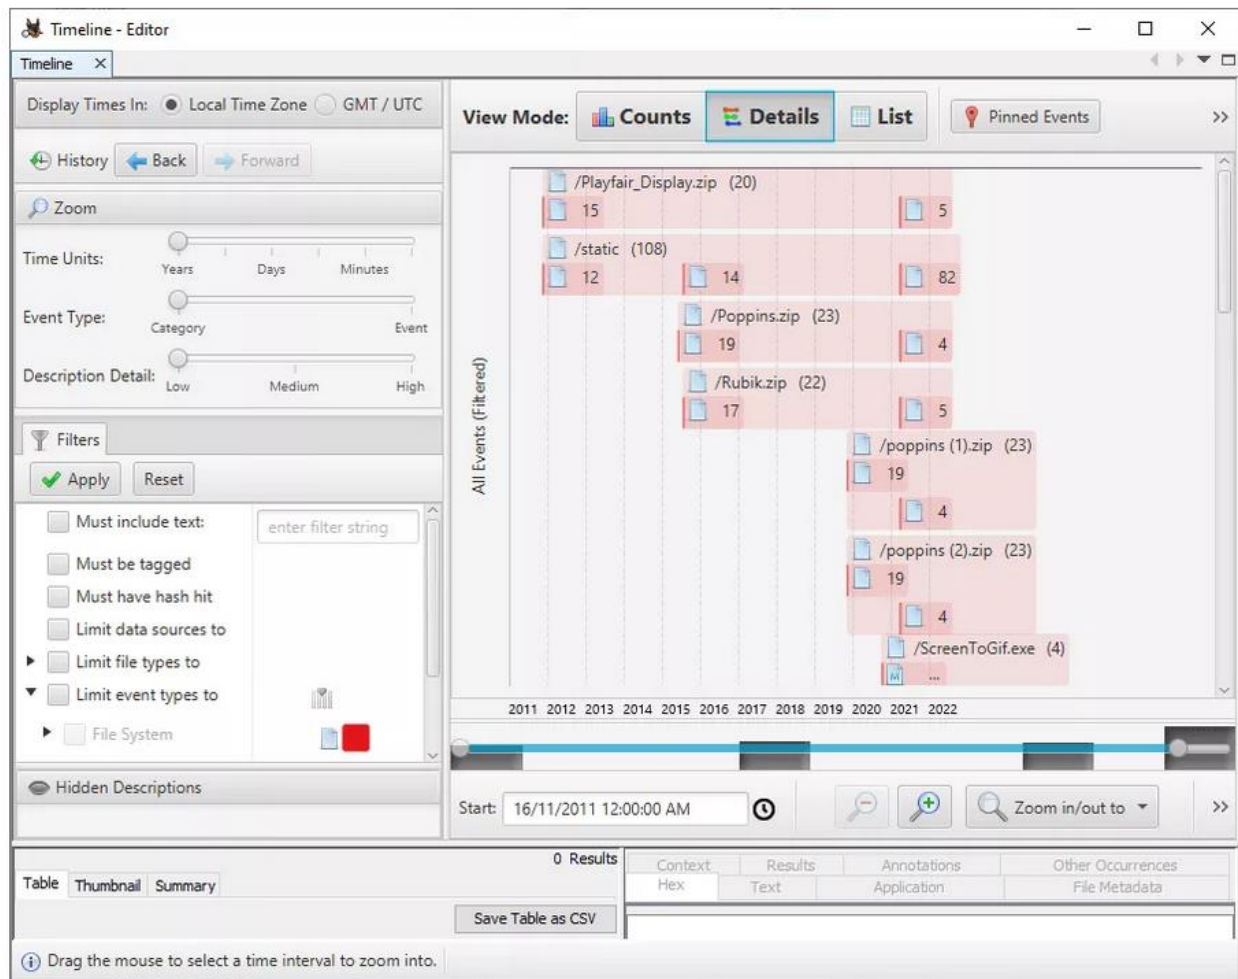 Timeline - Editor
Timeline X
Display Times In: Local Time Zone GMT / UTC
History Back Forward
Zoom
Time Units:
Years Days Minutes
Event Type:
Category Event
Description Detail:
Low Medium High
Filters
Apply Reset
Must include text: enter filter string
Must be tagged
Must have hash hit
Limit data sources to
Limit file types to
Limit event types to
File System
Hidden Descriptions
View Mode: Counts Details List Pinned Events >>
All Events (Filtered)
/Playfair_Display.zip (20)
15 5
/static (108)
12 14 82
/Poppins.zip (23)
19 4
/Rubik.zip (22)
17 5
/poppins (1).zip (23)
19
4
/poppins (2).zip (23)
19
4
/ScreenToGif.exe (4)
M ...
2011 2012 2013 2014 2015 2016 2017 2018 2019 2020 2021 2022
Start: 16/11/2011 12:00:00 AM Zoom in/out to >>
0 Results
Table Thumbnail Summary
Save Table as CSV
Context Results Annotations Other Occurrences
Hex Text Application File Metadata
Drag the mouse to select a time interval to zoom into.